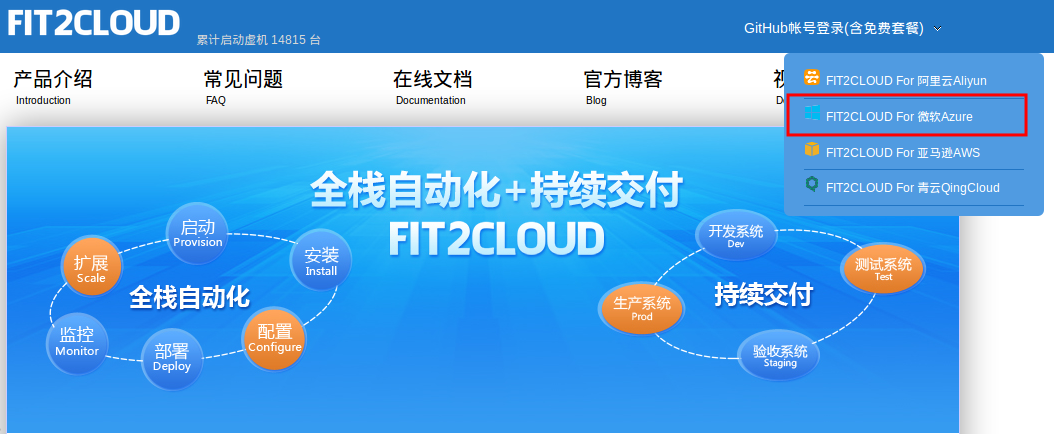 FIT2CLOUD
累计启动虚机 14815 台
GitHub帐号登录(含免费套餐)
产品介绍
Introduction
常见问题
FAQ
在线文档
Documentation
官方博客
Blog
FIT2CLOUD For 阿里云Aliyun
FIT2CLOUD For 微软Azure
FIT2CLOUD For 亚马逊AWS
FIT2CLOUD For 青云QingCloud
全栈自动化+持续交付
FIT2CLOUD
启动
Provision
扩展
Scale
安装
Install
全栈自动化
监控
Monitor
部署
Deploy
配置
Configure
开发系统
Dev
测试系统
Test
生产系统
Prod
持续交付
验收系统
Staging